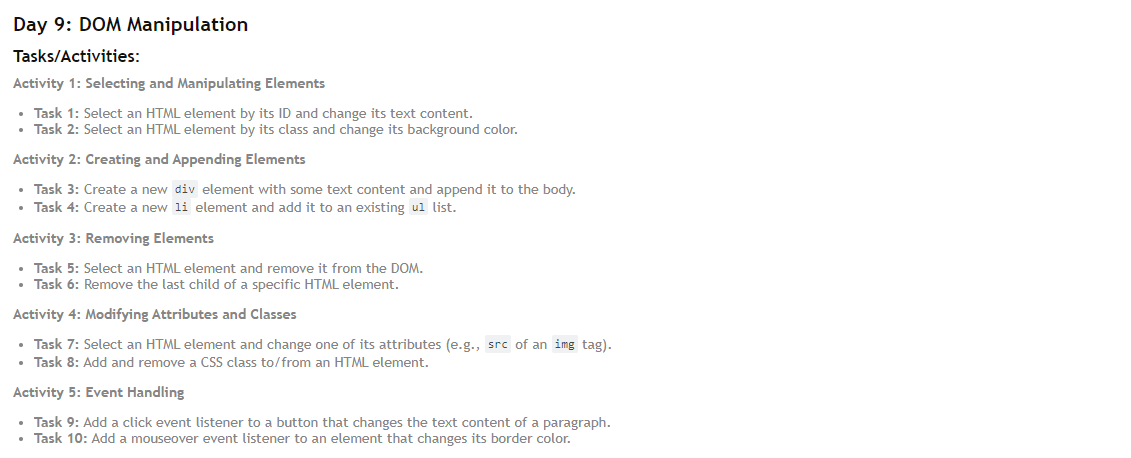 Day 9: DOM Manipulation
Tasks/Activities:
Activity 1: Selecting and Manipulating Elements
• Task 1: Select an HTML element by its ID and change its text content.
• Task 2: Select an HTML element by its class and change its background color.
Activity 2: Creating and Appending Elements
• Task 3: Create a new div element with some text content and append it to the body.
• Task 4: Create a new li element and add it to an existing ul list.
Activity 3: Removing Elements
• Task 5: Select an HTML element and remove it from the DOM.
• Task 6: Remove the last child of a specific HTML element.
Activity 4: Modifying Attributes and Classes
• Task 7: Select an HTML element and change one of its attributes (e.g., src of an img tag).
• Task 8: Add and remove a CSS class to/from an HTML element.
Activity 5: Event Handling
• Task 9: Add a click event listener to a button that changes the text content of a paragraph.
• Task 10: Add a mouseover event listener to an element that changes its border color.